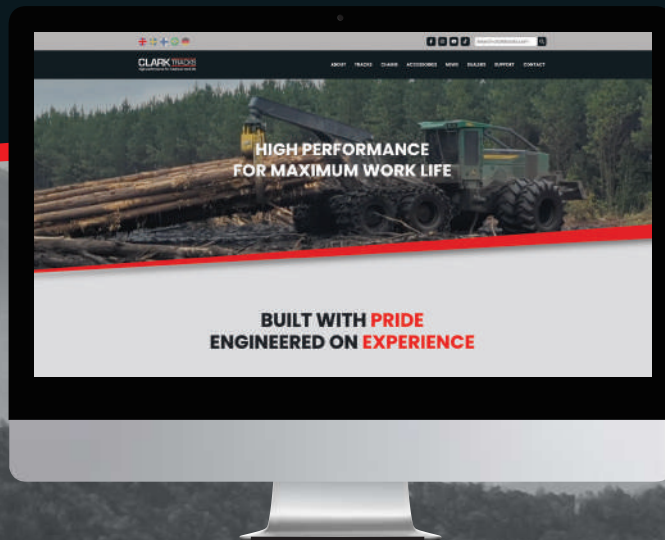 CLARK TRACKS
ABOUT TRACKS CHAINS ACCESSORIES NEWS DEALERS SUPPORT CONTACT
HIGH PERFORMANCE
FOR MAXIMUM WORK LIFE
BUILT WITH PRIDE
ENGINEERED ON EXPERIENCE